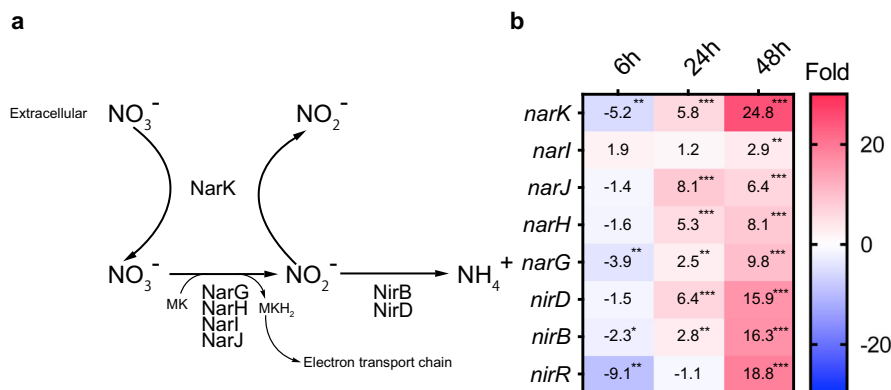 a
Extracellular
NO₃⁻
NO₂⁻
NarK
NO₃⁻
NO₂⁻
NH₄⁺
MK
MKH₂
NarG
NarH
NarI
NarJ
NirB
NirD
Electron transport chain
b
6h 24h 48h Fold
narK -5.2** 5.8*** 24.8***
narI 1.9 1.2 2.9**
narJ -1.4 8.1*** 6.4***
narH -1.6 5.3*** 8.1***
narG -3.9** 2.5** 9.8***
nirD -1.5 6.4*** 15.9***
nirB -2.3* 2.8** 16.3***
nirR -9.1** -1.1 18.8***
20
0
-20